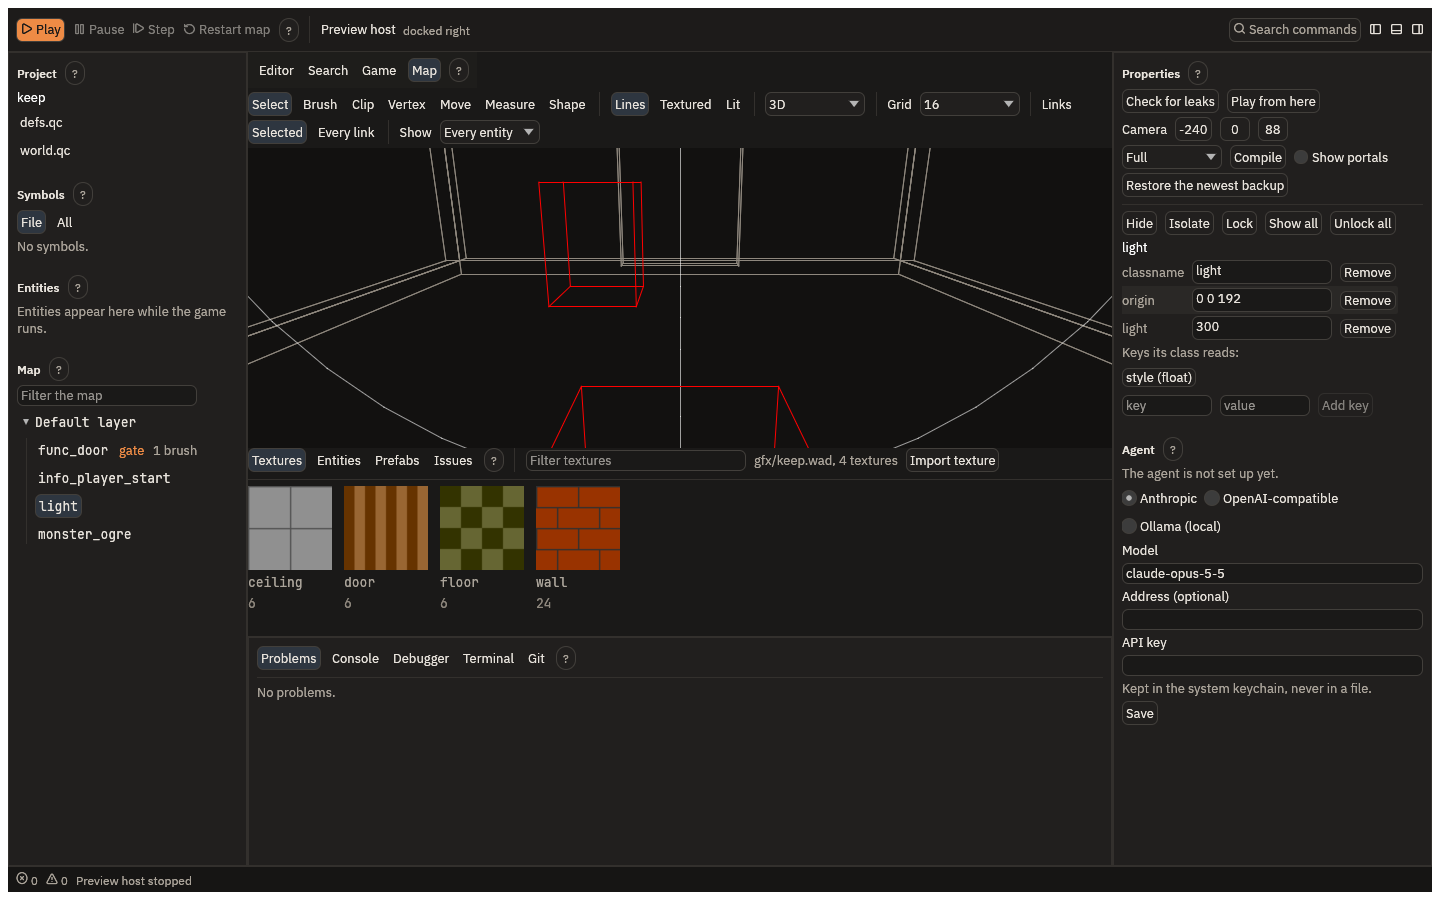 Play Pause Step Restart map ? Preview host docked right Search commands
Project ?
keep
defs.qc
world.qc
Symbols ?
File All
No symbols.
Entities ?
Entities appear here while the game
runs.
Map ?
Filter the map
Default layer
func_door gate 1 brush
info_player_start
light
monster_ogre
Editor Search Game Map ?
Select Brush Clip Vertex Move Measure Shape Lines Textured Lit 3D Grid 16 Links
Selected Every link Show Every entity
Textures Entities Prefabs Issues ? Filter textures gfx/keep.wad, 4 textures Import texture
ceiling door floor wall
6 6 6 24
Problems Console Debugger Terminal Git ?
No problems.
Properties ?
Check for leaks Play from here
Camera -240 0 88
Full Compile Show portals
Restore the newest backup
Hide Isolate Lock Show all Unlock all
light
classname light Remove
origin 0 0 192 Remove
light 300 Remove
Keys its class reads:
style (float)
key value Add key
Agent ?
The agent is not set up yet.
Anthropic OpenAI-compatible
Ollama (local)
Model
claude-opus-5-5
Address (optional)
API key
Kept in the system keychain, never in a file.
Save
0 0 Preview host stopped